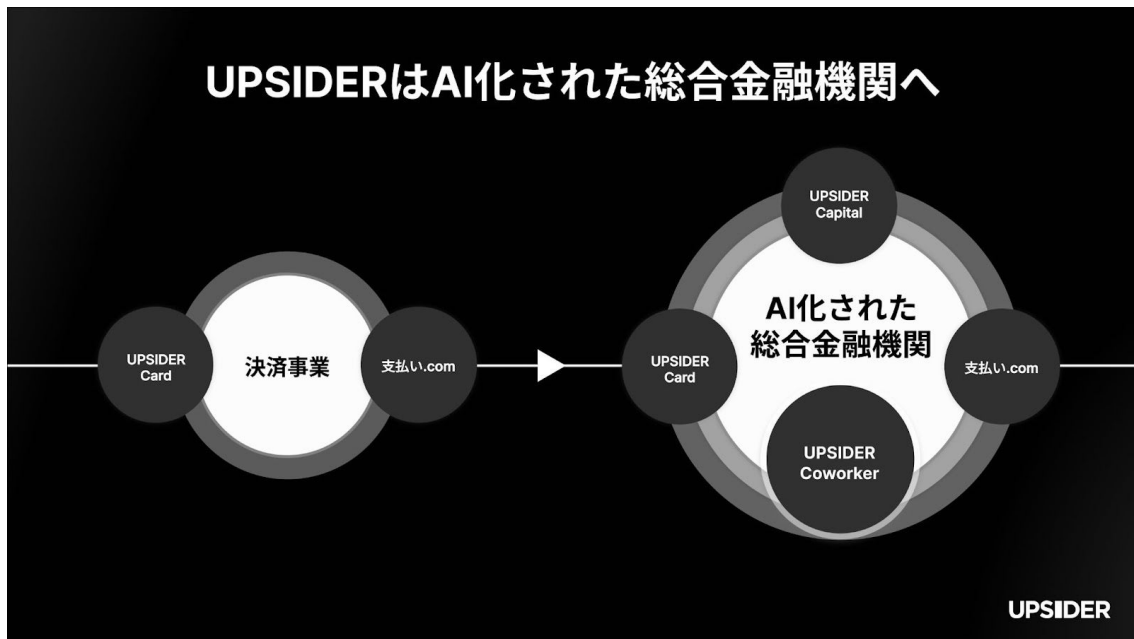 UPSIDERはAI化された総合金融機関へ
UPSIDER
Card
決済事業
支払い.com
UPSIDER
Capital
AI化された
総合金融機関
UPSIDER
Card
支払い.com
UPSIDER
Coworker
UPSIDER